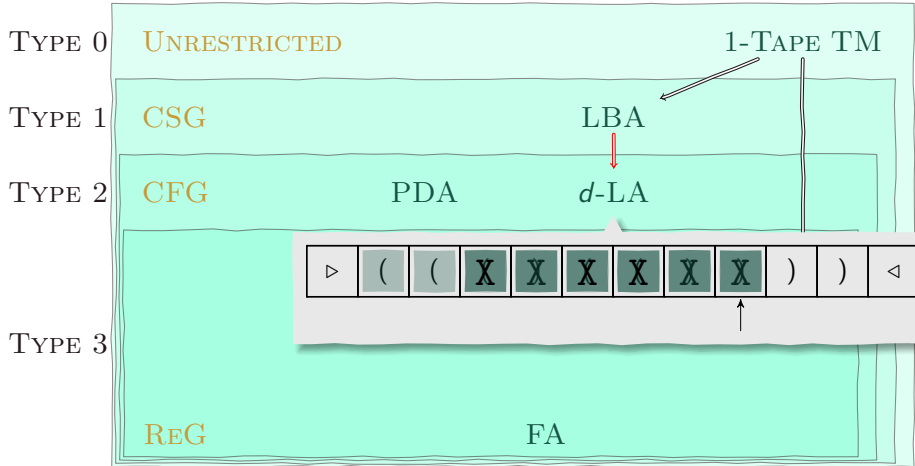 TYPE 0 UNRESTRICTED 1-TAPE TM
TYPE 1 CSG LBA
TYPE 2 CFG PDA d-LA
▷ ( ( X X X X X X ) ) ◁
TYPE 3
REG FA